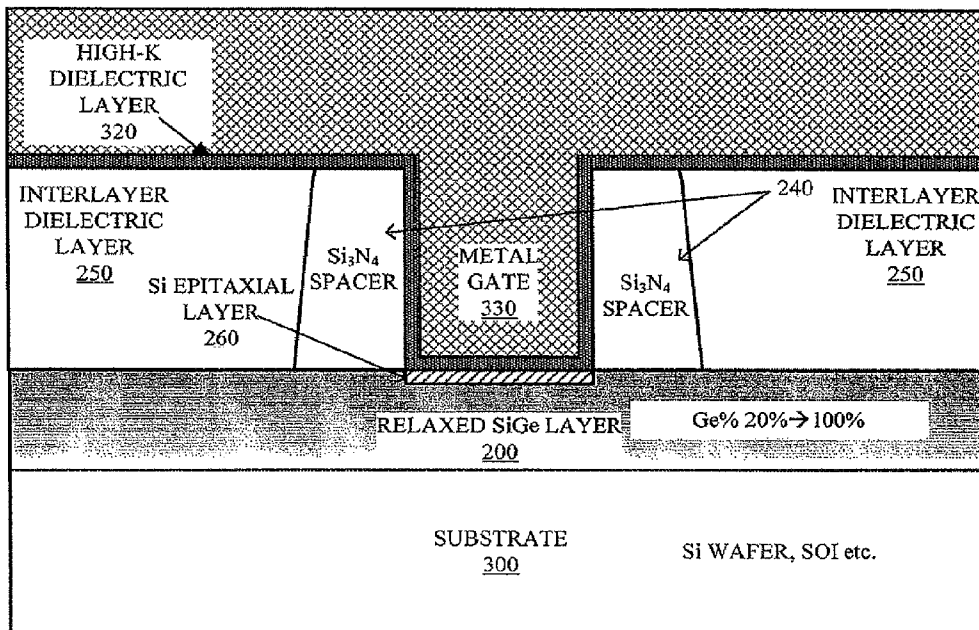 HIGH-K
DIELECTRIC
LAYER
320
INTERLAYER
DIELECTRIC
LAYER
250
Si EPITAXIAL
LAYER
260
Si₃N₄
SPACER
METAL
GATE
330
240
Si₃N₄
SPACER
INTERLAYER
DIELECTRIC
LAYER
250
RELAXED SiGe LAYER
200
Ge% 20%→100%
SUBSTRATE
300
Si WAFER, SOI etc.